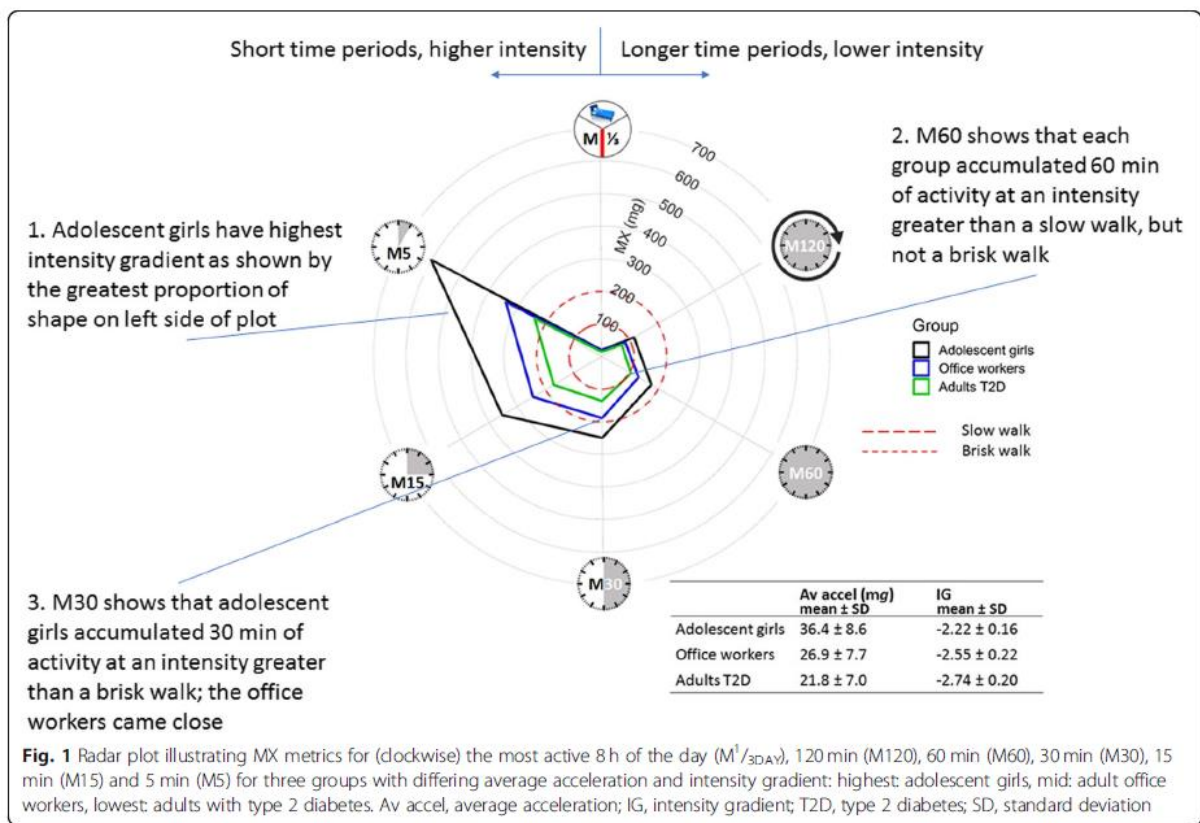 Short time periods, higher intensity
Longer time periods, lower intensity
M 1/3
700
600
500
400
300
200
100
MX (mg)
M120
M60
M30
M15
M5
1. Adolescent girls have highest
intensity gradient as shown by
the greatest proportion of
shape on left side of plot
2. M60 shows that each
group accumulated 60 min
of activity at an intensity
greater than a slow walk, but
not a brisk walk
Group
Adolescent girls
Office workers
Adults T2D
Slow walk
Brisk walk
3. M30 shows that adolescent
girls accumulated 30 min of
activity at an intensity greater
than a brisk walk; the office
workers came close
Av accel (mg) IG
mean ± SD mean ± SD
Adolescent girls 36.4 ± 8.6 -2.22 ± 0.16
Office workers 26.9 ± 7.7 -2.55 ± 0.22
Adults T2D 21.8 ± 7.0 -2.74 ± 0.20
Fig. 1 Radar plot illustrating MX metrics for (clockwise) the most active 8 h of the day (M¹/₃DAY), 120 min (M120), 60 min (M60), 30 min (M30), 15
min (M15) and 5 min (M5) for three groups with differing average acceleration and intensity gradient: highest: adolescent girls, mid: adult office
workers, lowest: adults with type 2 diabetes. Av accel, average acceleration; IG, intensity gradient; T2D, type 2 diabetes; SD, standard deviation